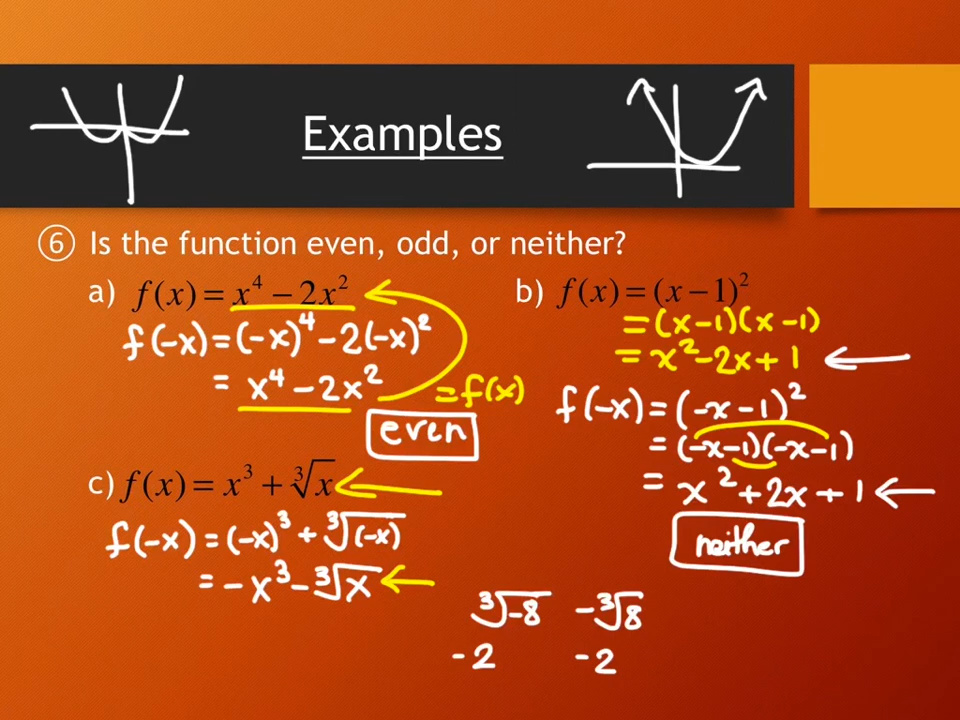 Examples
⑥ Is the function even, odd, or neither?
a) f(x) = x⁴ − 2x²
f(-x) = (-x)⁴ - 2(-x)²
= x⁴ - 2x² = f(x)
even
b) f(x) = (x − 1)²
= (x-1)(x-1)
= x² - 2x + 1
f(-x) = (-x-1)²
= (-x-1)(-x-1)
= x² + 2x + 1
neither
c) f(x) = x³ + ∛x
f(-x) = (-x)³ + ∛(-x)
= -x³ - ∛x
∛-8 -∛8
-2 -2